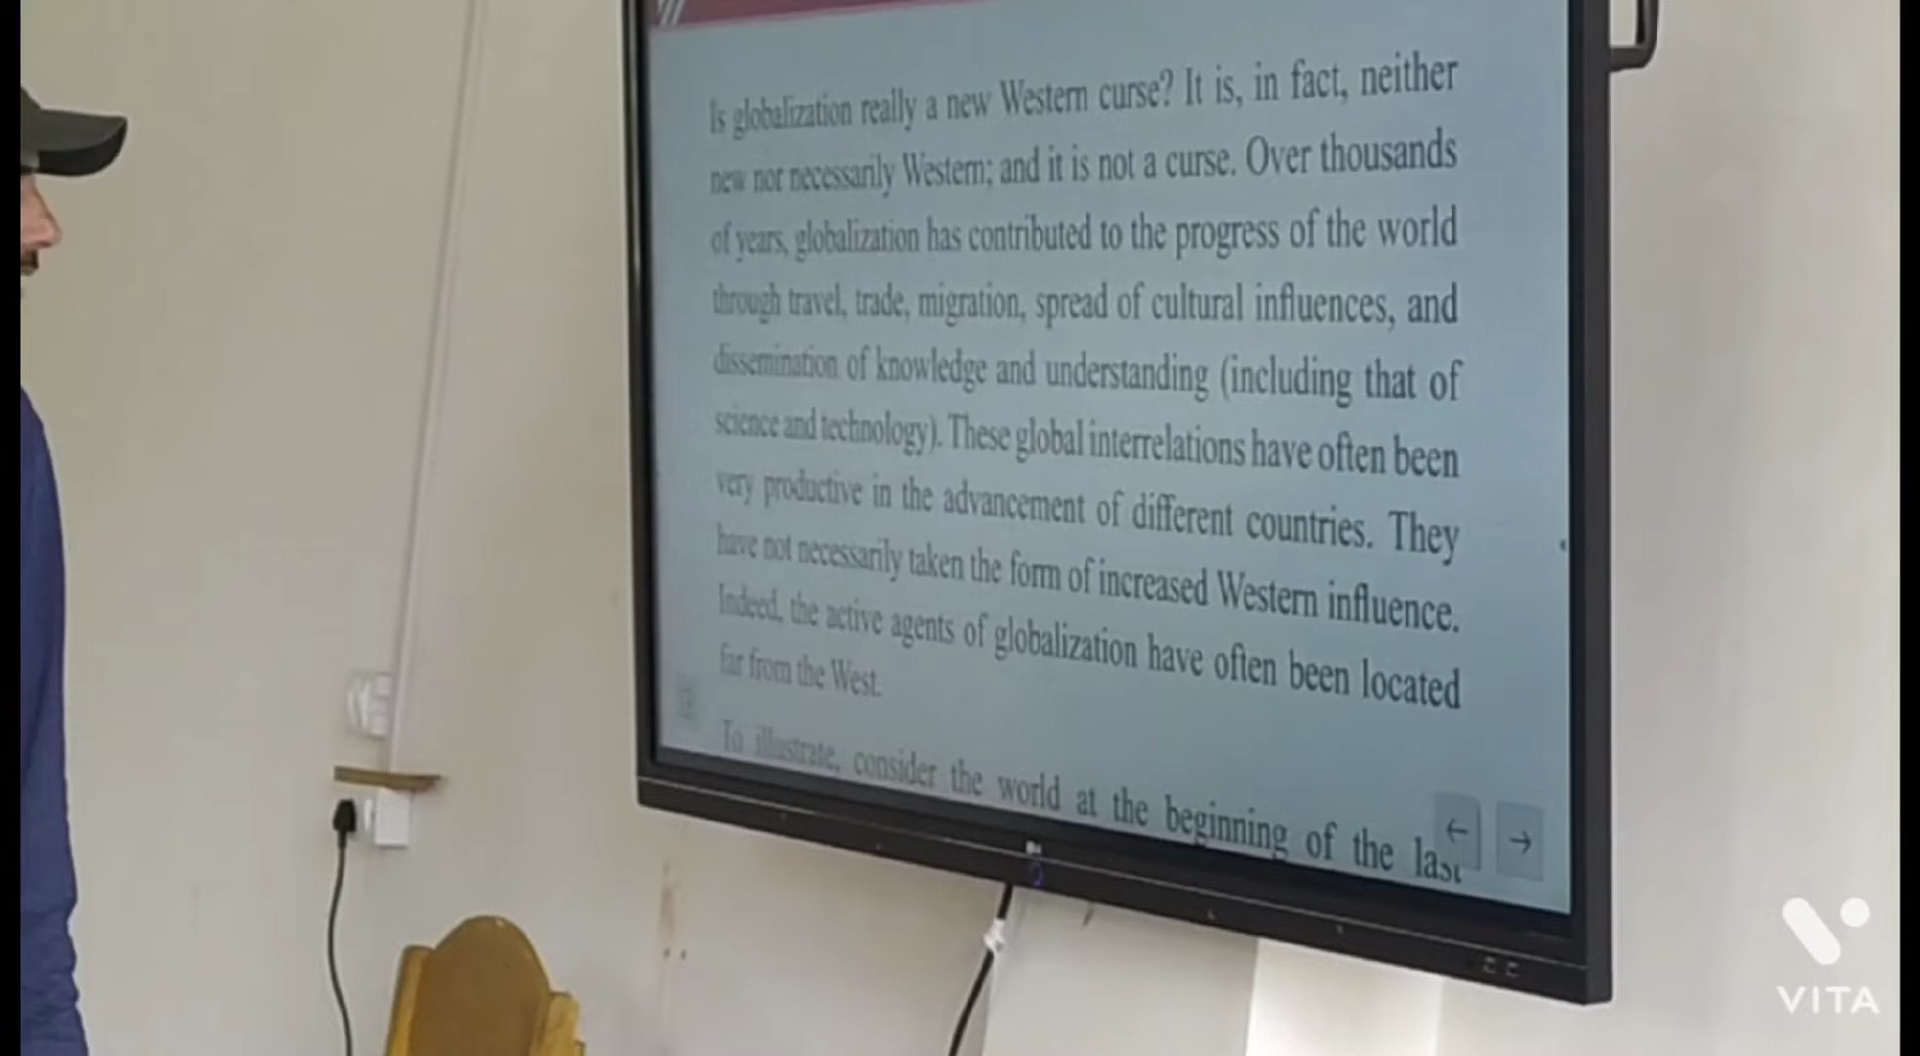 Is globalization really a new Western curse? It is, in fact, neither
new nor necessarily Western; and it is not a curse. Over thousands
of years, globalization has contributed to the progress of the world
through travel, trade, migration, spread of cultural influences, and
dissemination of knowledge and understanding (including that of
science and technology). These global interrelations have often been
very productive in the advancement of different countries. They
have not necessarily taken the form of increased Western influence.
Indeed, the active agents of globalization have often been located
far from the West.
To illustrate, consider the world at the beginning of the last
VITA